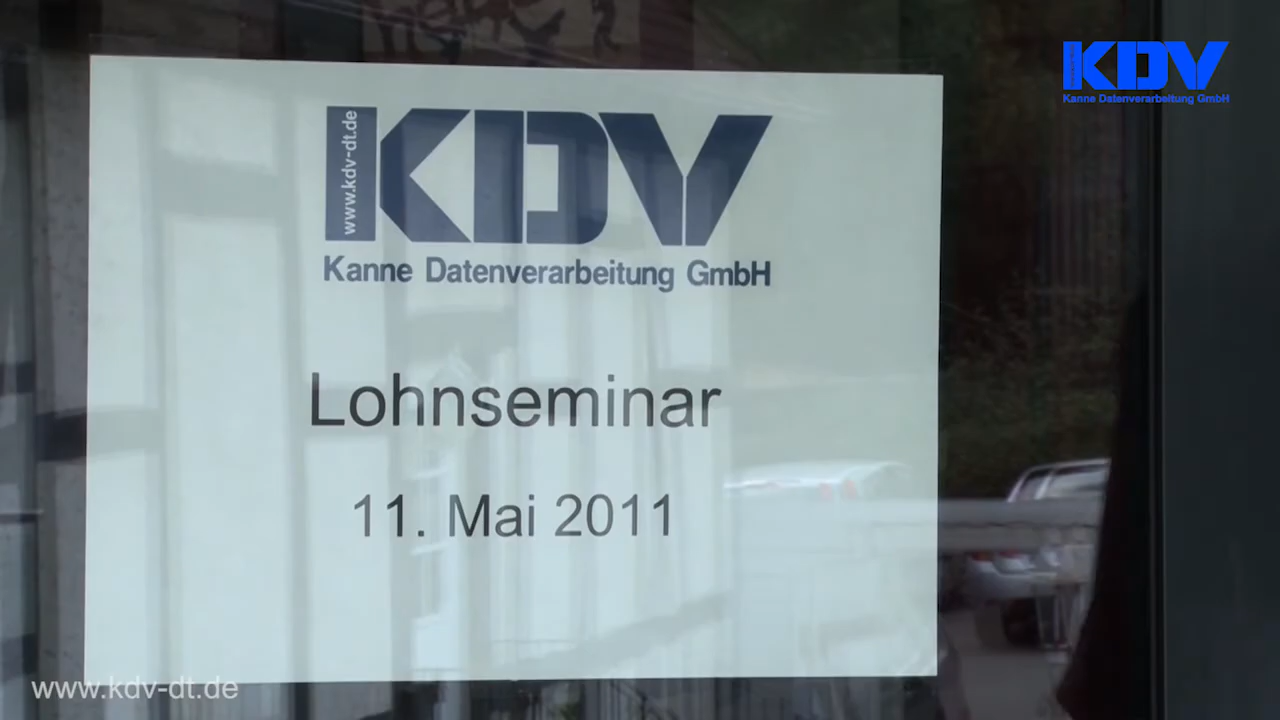 KDV
Kanne Datenverarbeitung GmbH
www.kdv-dt.de
KDV
Kanne Datenverarbeitung GmbH
Lohnseminar
11. Mai 2011
www.kdv-dt.de